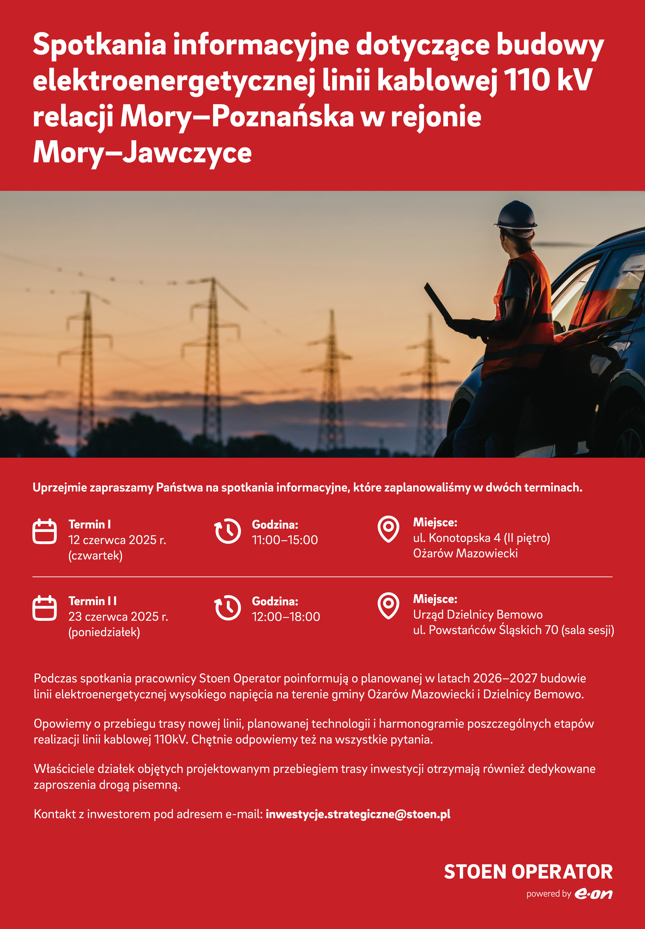 Spotkania informacyjne dotyczące budowy
elektroenergetycznej linii kablowej 110 kV
relacji Mory–Poznańska w rejonie
Mory–Jawczyce
Uprzejmie zapraszamy Państwa na spotkania informacyjne, które zaplanowaliśmy w dwóch terminach.
Termin I
12 czerwca 2025 r.
(czwartek)
Godzina:
11:00–15:00
Miejsce:
ul. Konotopska 4 (II piętro)
Ożarów Mazowiecki
Termin I I
23 czerwca 2025 r.
(poniedziałek)
Godzina:
12:00–18:00
Miejsce:
Urząd Dzielnicy Bemowo
ul. Powstańców Śląskich 70 (sala sesji)
Podczas spotkania pracownicy Stoen Operator poinformują o planowanej w latach 2026–2027 budowie
linii elektroenergetycznej wysokiego napięcia na terenie gminy Ożarów Mazowiecki i Dzielnicy Bemowo.
Opowiemy o przebiegu trasy nowej linii, planowanej technologii i harmonogramie poszczególnych etapów
realizacji linii kablowej 110kV. Chętnie odpowiemy też na wszystkie pytania.
Właściciele działek objętych projektowanym przebiegiem trasy inwestycji otrzymają również dedykowane
zaproszenia drogą pisemną.
Kontakt z inwestorem pod adresem e-mail: inwestycje.strategiczne@stoen.pl
STOEN OPERATOR
powered by e·on